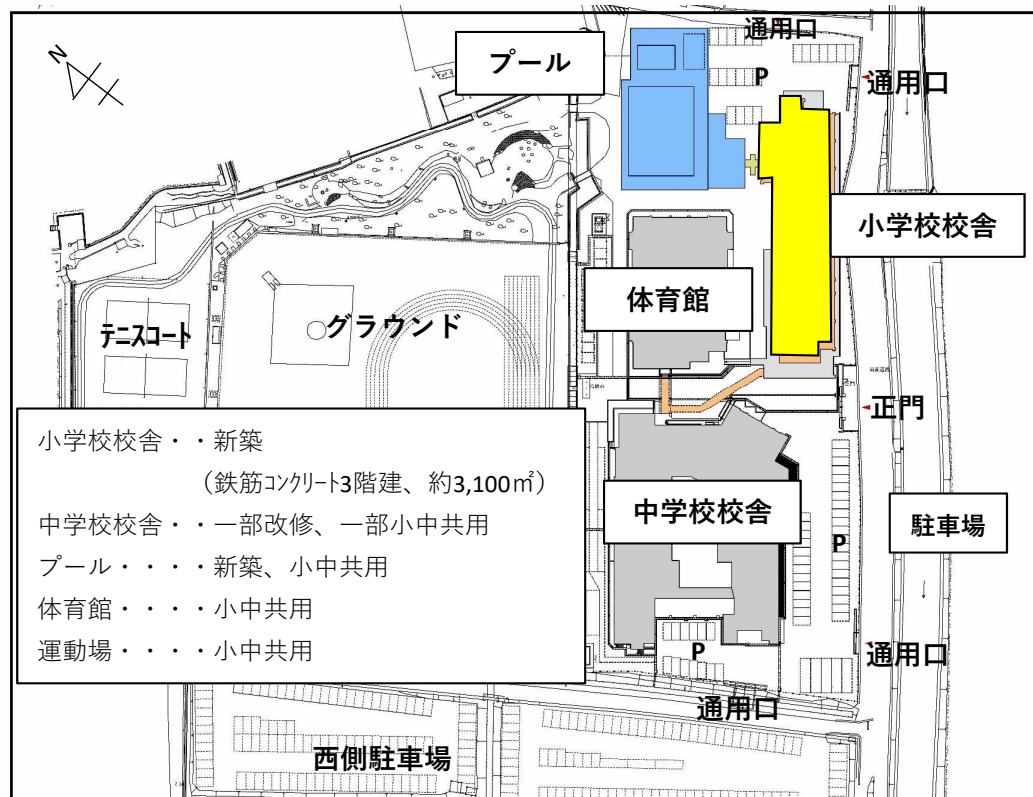 N
通用口
プール
P
通用口
小学校校舎
体育館
テニスコート
グラウンド
正門
小学校校舎・・新築
(鉄筋コンクリート3階建、約3,100㎡)
中学校校舎・・一部改修、一部小中共用
プール・・・・新築、小中共用
体育館・・・・小中共用
運動場・・・・小中共用
中学校校舎
駐車場
P
P
通用口
通用口
西側駐車場